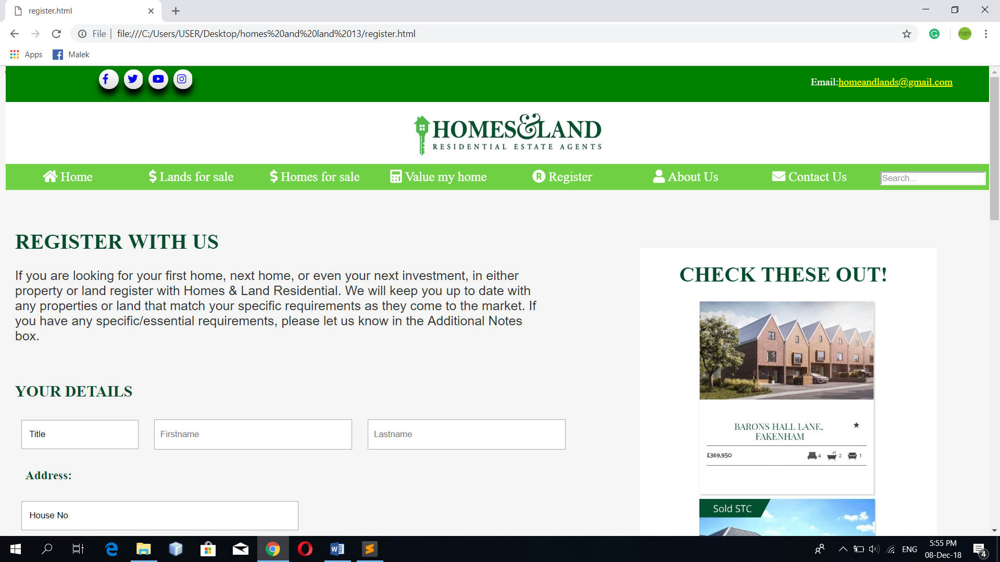 register.html
File
file:///C:/Users/USER/Desktop/homes%20and%20land%2013/register.html
Apps
Malek
Email:homeandlands@gmail.com
HOMES&LAND
RESIDENTIAL ESTATE AGENTS
Home
Lands for sale
Homes for sale
Value my home
Register
About Us
Contact Us
Search...
REGISTER WITH US
If you are looking for your first home, next home, or even your next investment, in either
property or land register with Homes & Land Residential. We will keep you up to date with
any properties or land that match your specific requirements as they come to the market. If
you have any specific/essential requirements, please let us know in the Additional Notes
box.
YOUR DETAILS
Title
Firstname
Lastname
Address:
House No
CHECK THESE OUT!
BARONS HALL LANE,
FAKENHAM
£369,950
4
2
1
Sold STC
ENG
5:55 PM
08-Dec-18
4